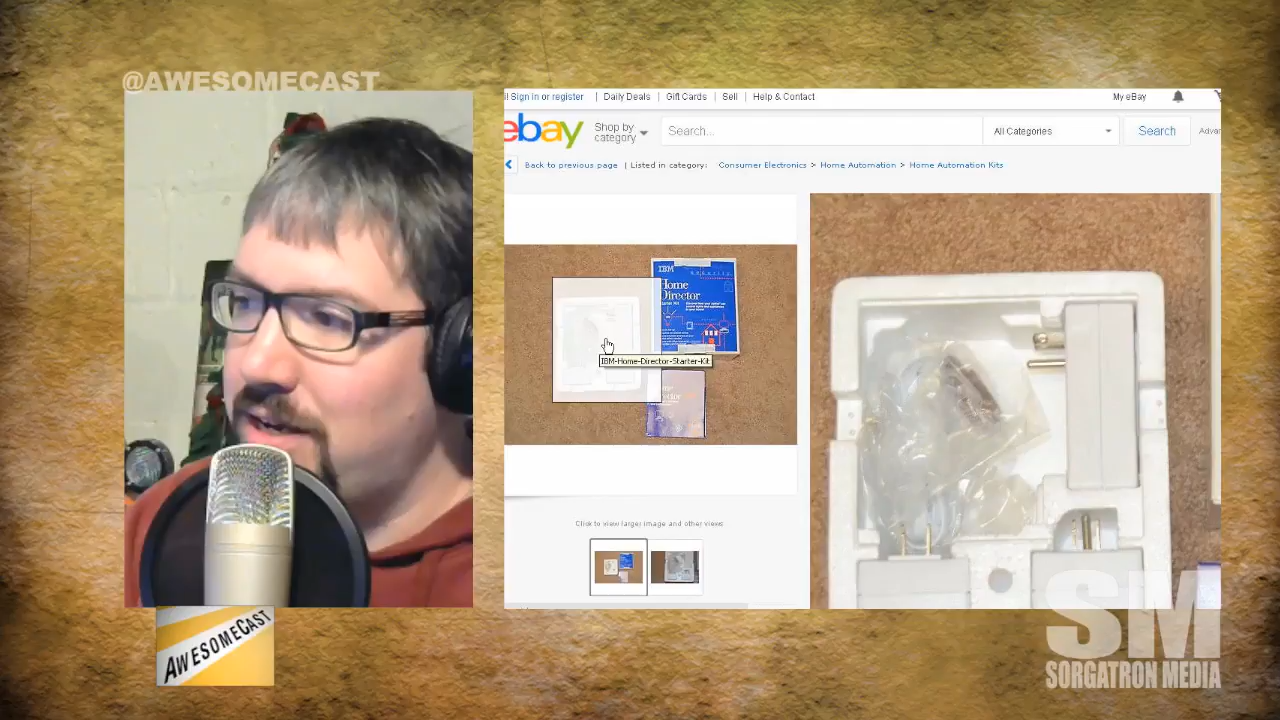 @AWESOMECAST
Sign in or register | Daily Deals | Gift Cards | Sell | Help & Contact
My eBay
ebay
Shop by
category
Search...
All Categories
Search
Back to previous page | Listed in category: Consumer Electronics > Home Automation > Home Automation Kits
IBM
Home
Director
Starter Kit
IBM-Home-Director-Starter-Kit
Click to view larger image and other views
AWESOMECAST
SM
SORGATRON MEDIA